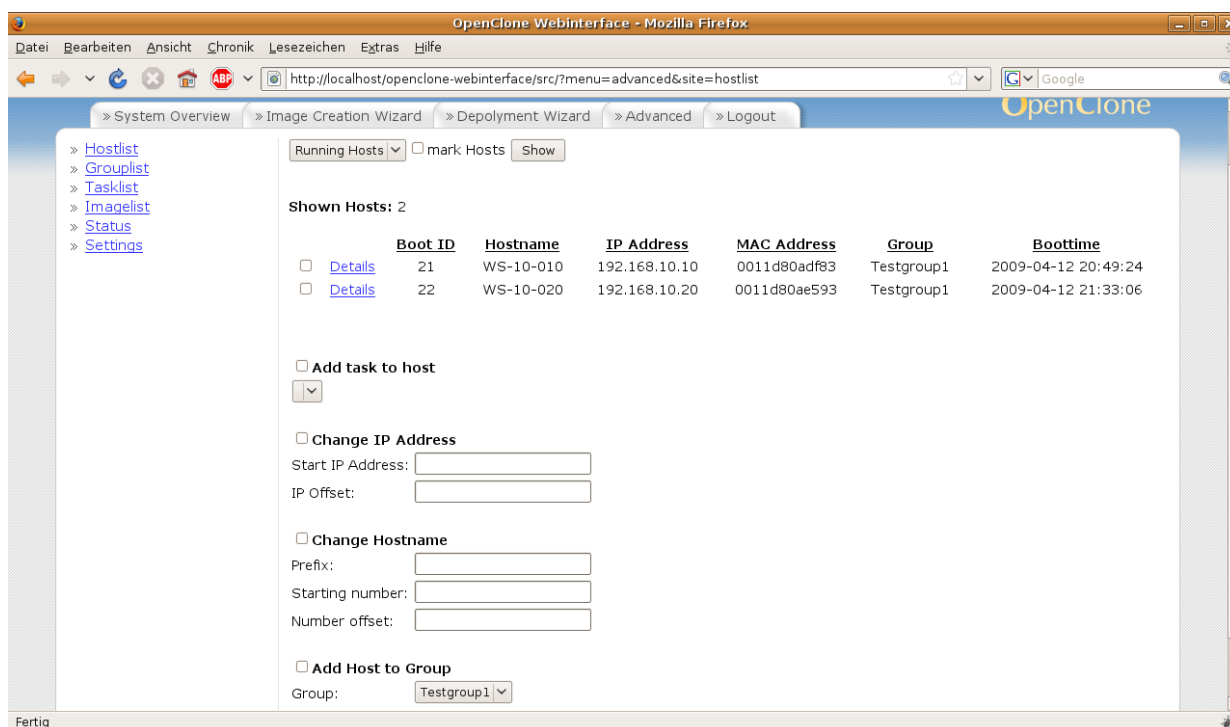 OpenClone Webinterface - Mozilla Firefox
Datei Bearbeiten Ansicht Chronik Lesezeichen Extras Hilfe
ABP http://localhost/openclone-webinterface/src/?menu=advanced&site=hostlist G Google
OpenClone
» System Overview » Image Creation Wizard » Depolyment Wizard » Advanced » Logout
» Hostlist
» Grouplist
» Tasklist
» Imagelist
» Status
» Settings
Running Hosts mark Hosts Show
Shown Hosts: 2
Boot ID Hostname IP Address MAC Address Group Boottime
Details 21 WS-10-010 192.168.10.10 0011d80adf83 Testgroup1 2009-04-12 20:49:24
Details 22 WS-10-020 192.168.10.20 0011d80ae593 Testgroup1 2009-04-12 21:33:06
Add task to host
Change IP Address
Start IP Address:
IP Offset:
Change Hostname
Prefix:
Starting number:
Number offset:
Add Host to Group
Group: Testgroup1
Fertig